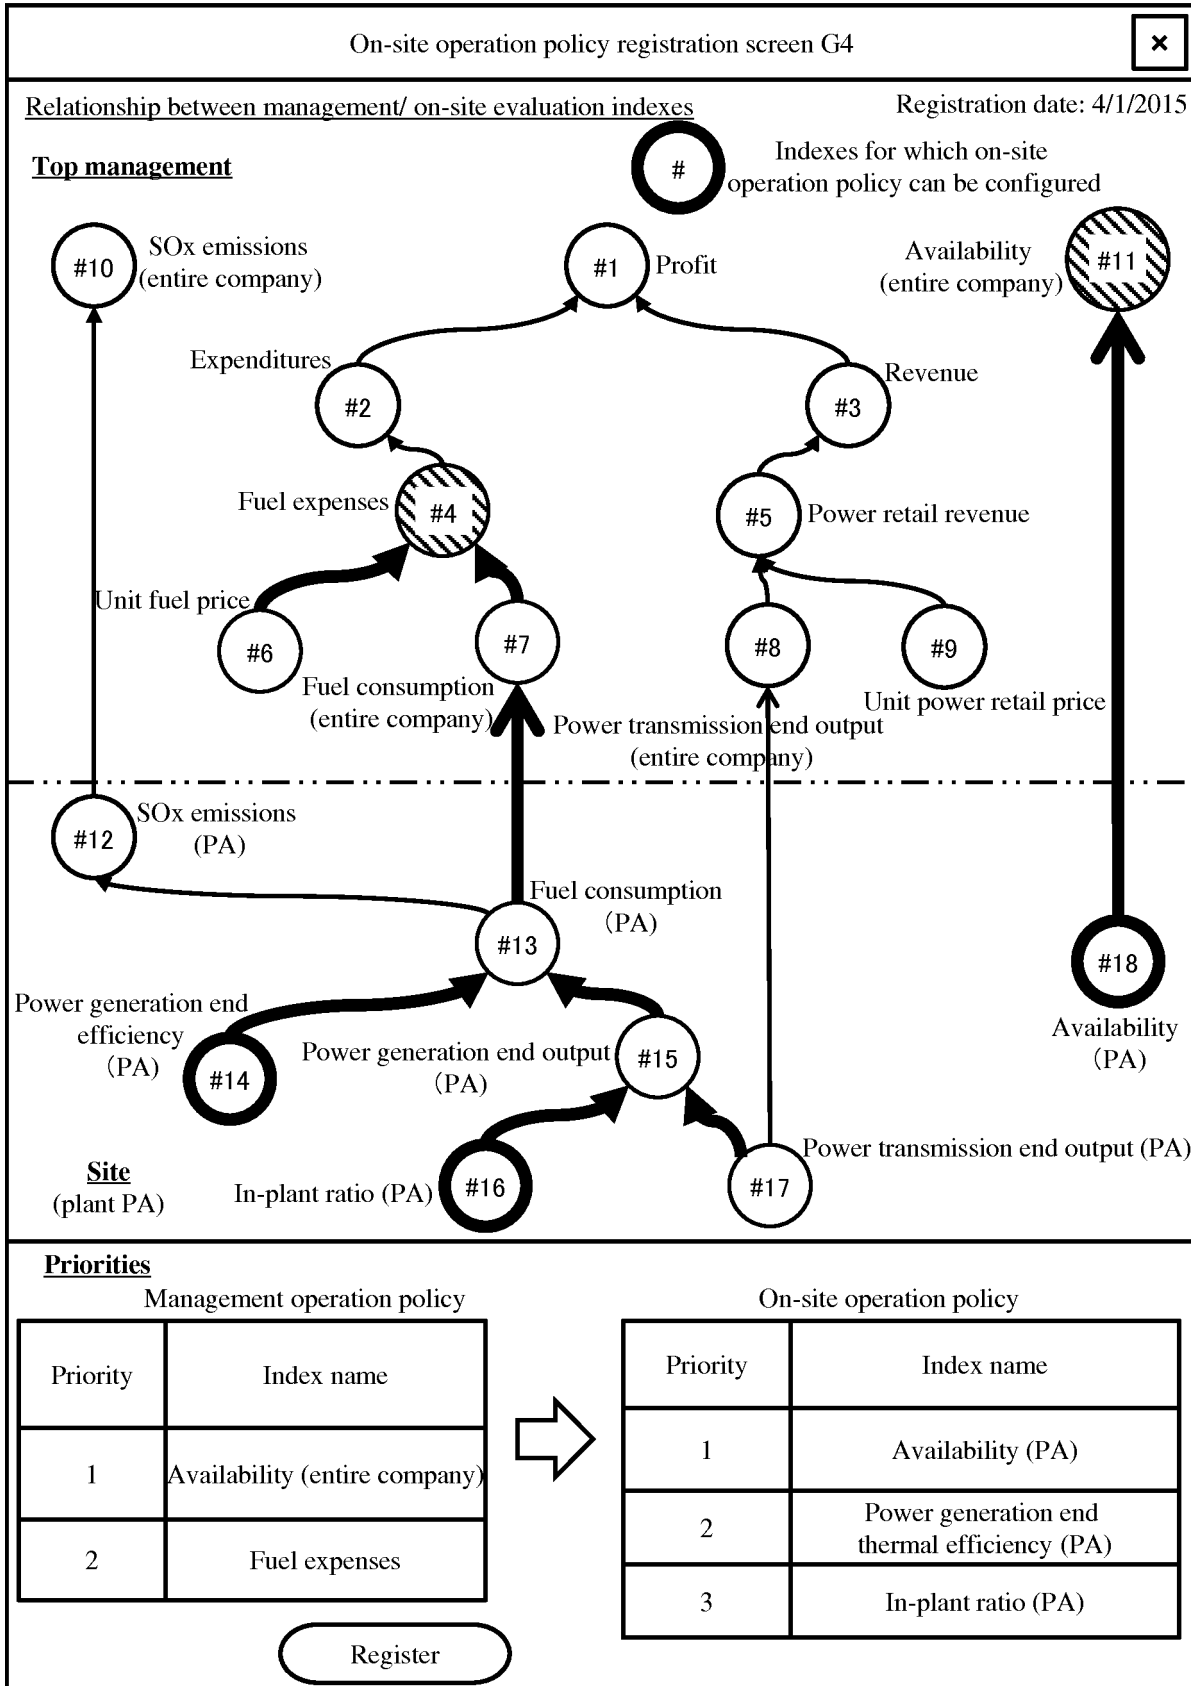 On-site operation policy registration screen G4
×
Relationship between management/ on-site evaluation indexes
Registration date: 4/1/2015
Top management
#
Indexes for which on-site
operation policy can be configured
#10
SOx emissions
(entire company)
#1
Profit
Availability
(entire company)
#11
Expenditures
#2
#3
Revenue
Fuel expenses
#4
#5
Power retail revenue
Unit fuel price
#6
#7
#8
#9
Fuel consumption
(entire company)
Unit power retail price
Power transmission end output
(entire company)
#12
SOx emissions
(PA)
Fuel consumption
(PA)
#13
#18
Availability
(PA)
Power generation end
efficiency
(PA)
#14
Power generation end output
(PA)
#15
Power transmission end output (PA)
Site
(plant PA)
In-plant ratio (PA)
#16
#17
Priorities
Management operation policy
Priority
Index name
1
Availability (entire company)
2
Fuel expenses
On-site operation policy
Priority
Index name
1
Availability (PA)
2
Power generation end
thermal efficiency (PA)
3
In-plant ratio (PA)
Register